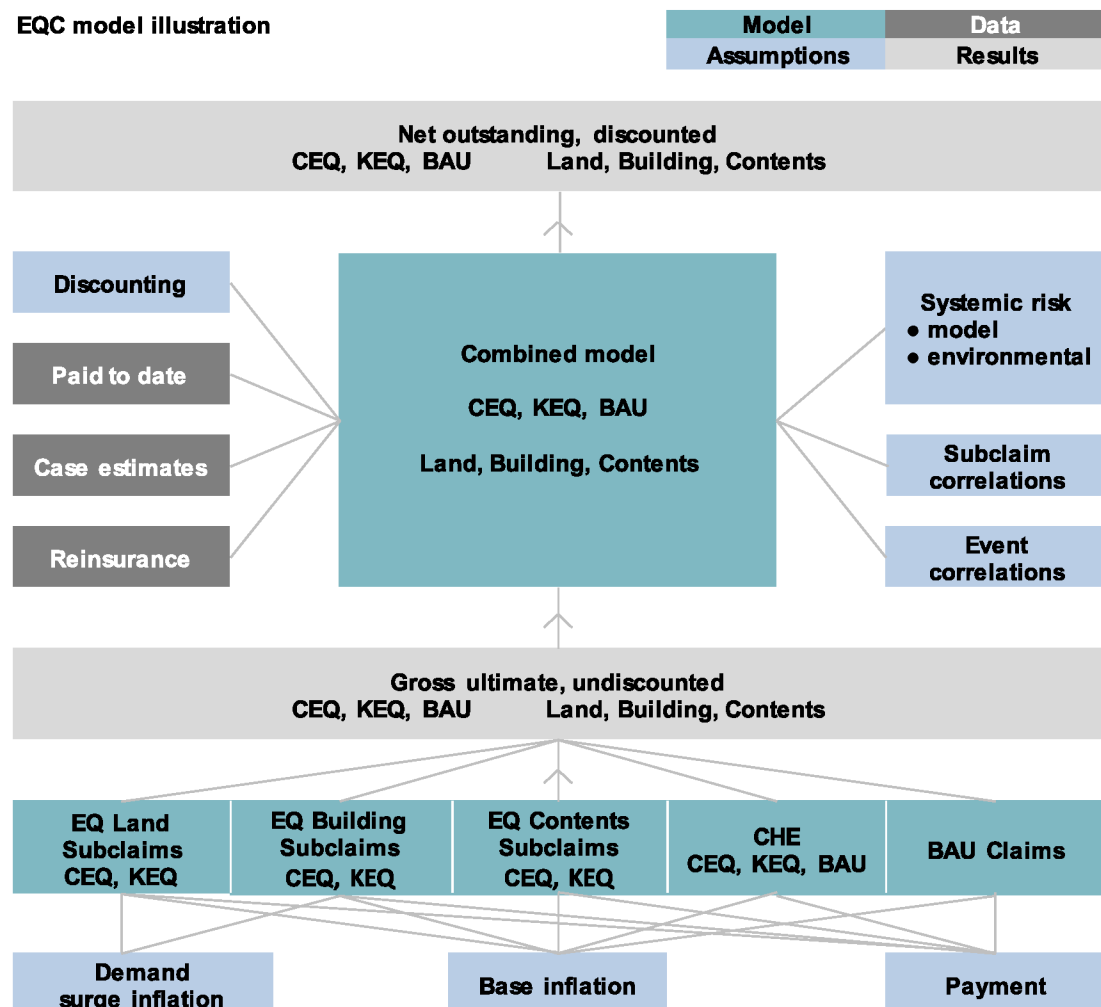 EQC model illustration
Model
Data
Assumptions
Results
Net outstanding, discounted
CEQ, KEQ, BAU Land, Building, Contents
Discounting
Paid to date
Case estimates
Reinsurance
Combined model
CEQ, KEQ, BAU
Land, Building, Contents
Systemic risk
• model
• environmental
Subclaim
correlations
Event
correlations
Gross ultimate, undiscounted
CEQ, KEQ, BAU Land, Building, Contents
EQ Land
Subclaims
CEQ, KEQ
EQ Building
Subclaims
CEQ, KEQ
EQ Contents
Subclaims
CEQ, KEQ
CHE
CEQ, KEQ, BAU
BAU Claims
Demand
surge inflation
Base inflation
Payment